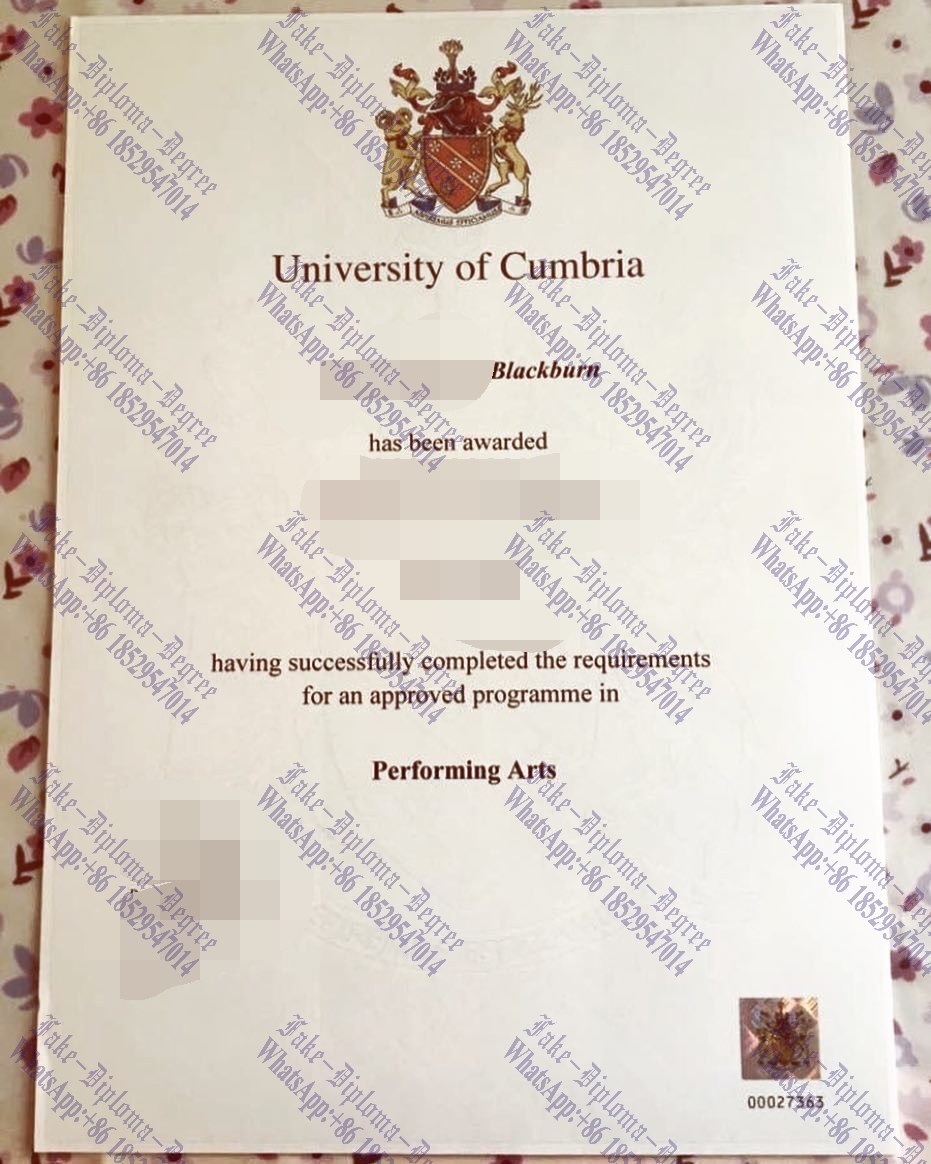 University of Cumbria
Blackburn
has been awarded
having successfully completed the requirements
for an approved programme in
Performing Arts
00027363
Fake-Diploma-Degree
WhatsApp:+86 18529547014